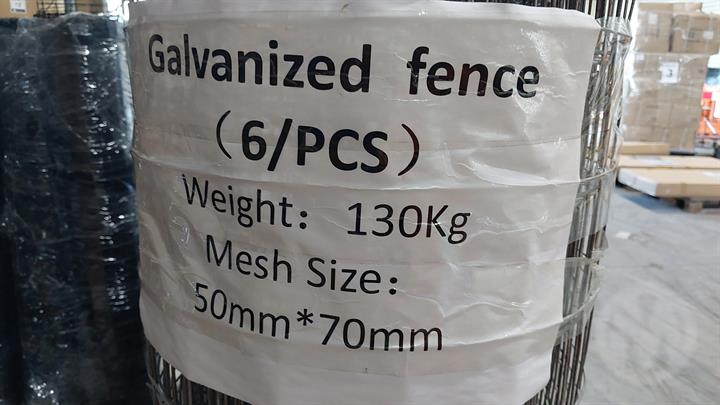 Galvanized fence
（6/PCS）
Weight：130Kg
Mesh Size：
50mm*70mm